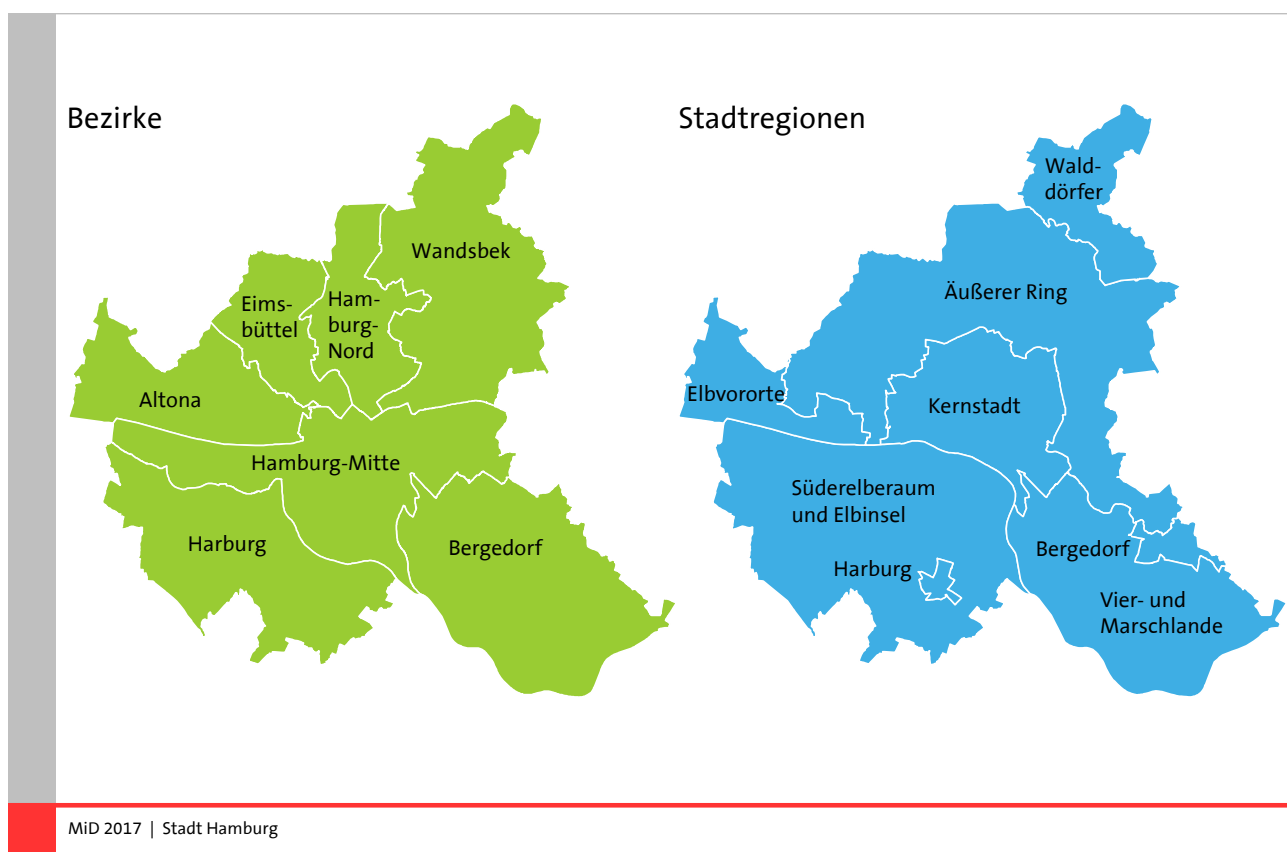 Bezirke
Wandsbek
Eims-
büttel
Ham-
burg-
Nord
Altona
Hamburg-Mitte
Harburg
Bergedorf
Stadtregionen
Wald-
dörfer
Äußerer Ring
Elbvororte
Kernstadt
Süderelberaum
und Elbinsel
Harburg
Bergedorf
Vier- und
Marschlande
MiD 2017 | Stadt Hamburg